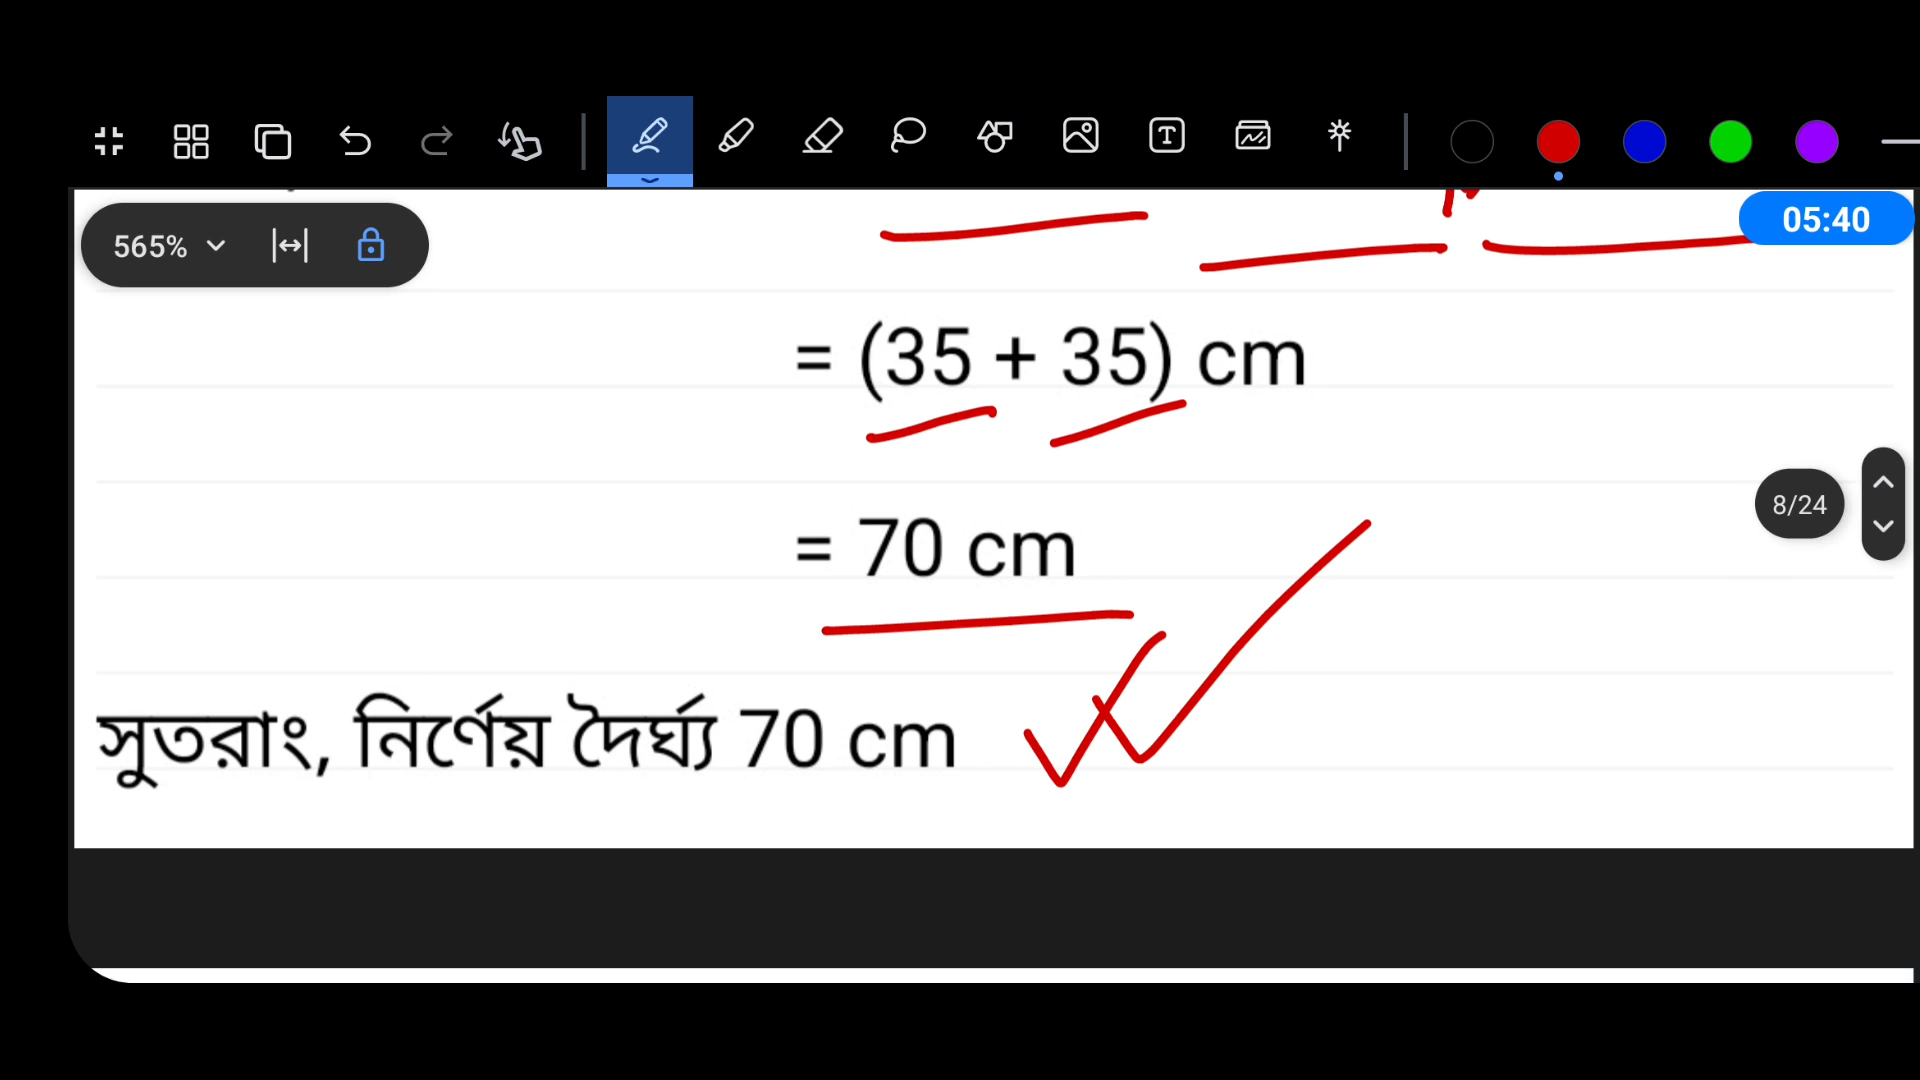 565%
05:40
= (35 + 35) cm
8/24
= 70 cm
সুতরাং, নির্ণেয় দৈর্ঘ্য 70 cm